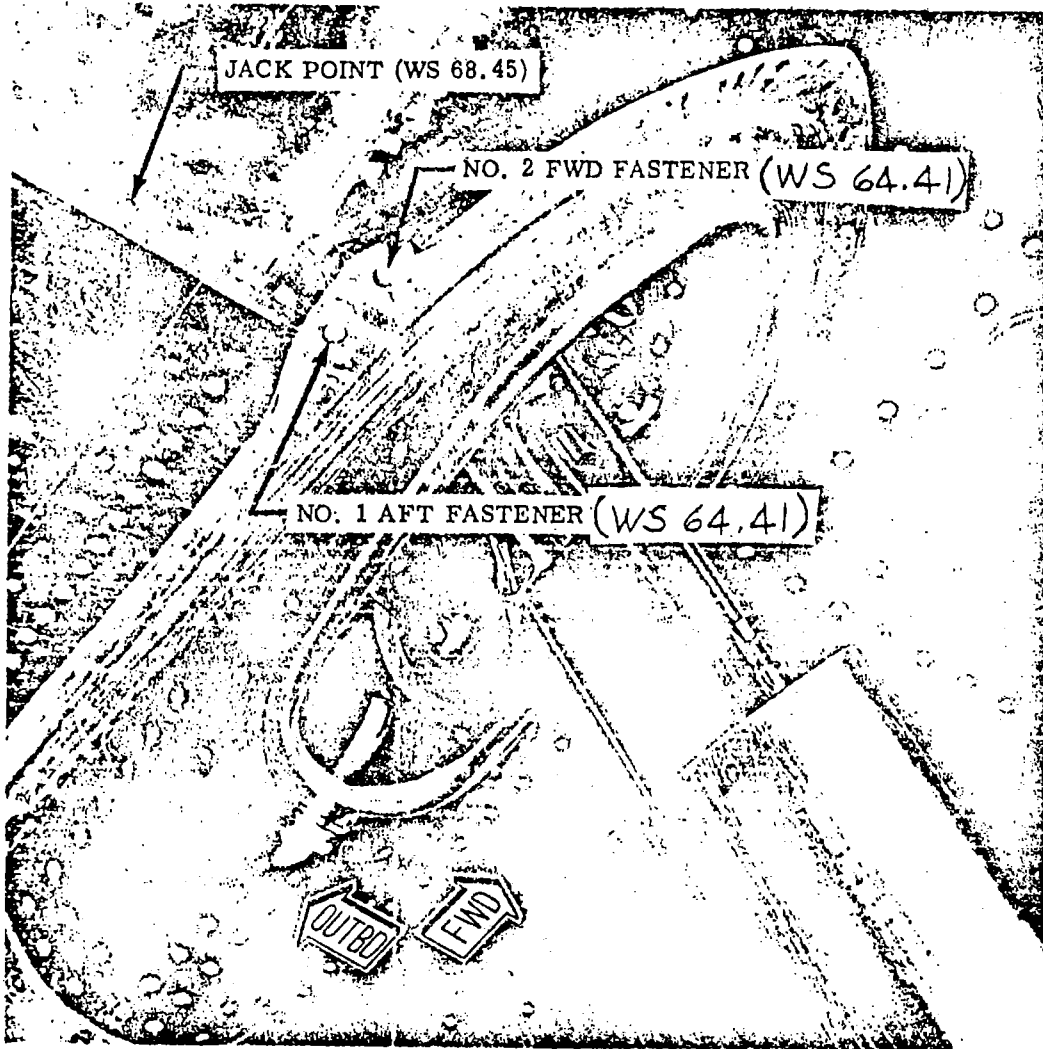 JACK POINT (WS 68.45)
NO. 2 FWD FASTENER (WS 64.41)
NO. 1 AFT FASTENER (WS 64.41)
OUTBD
FWD